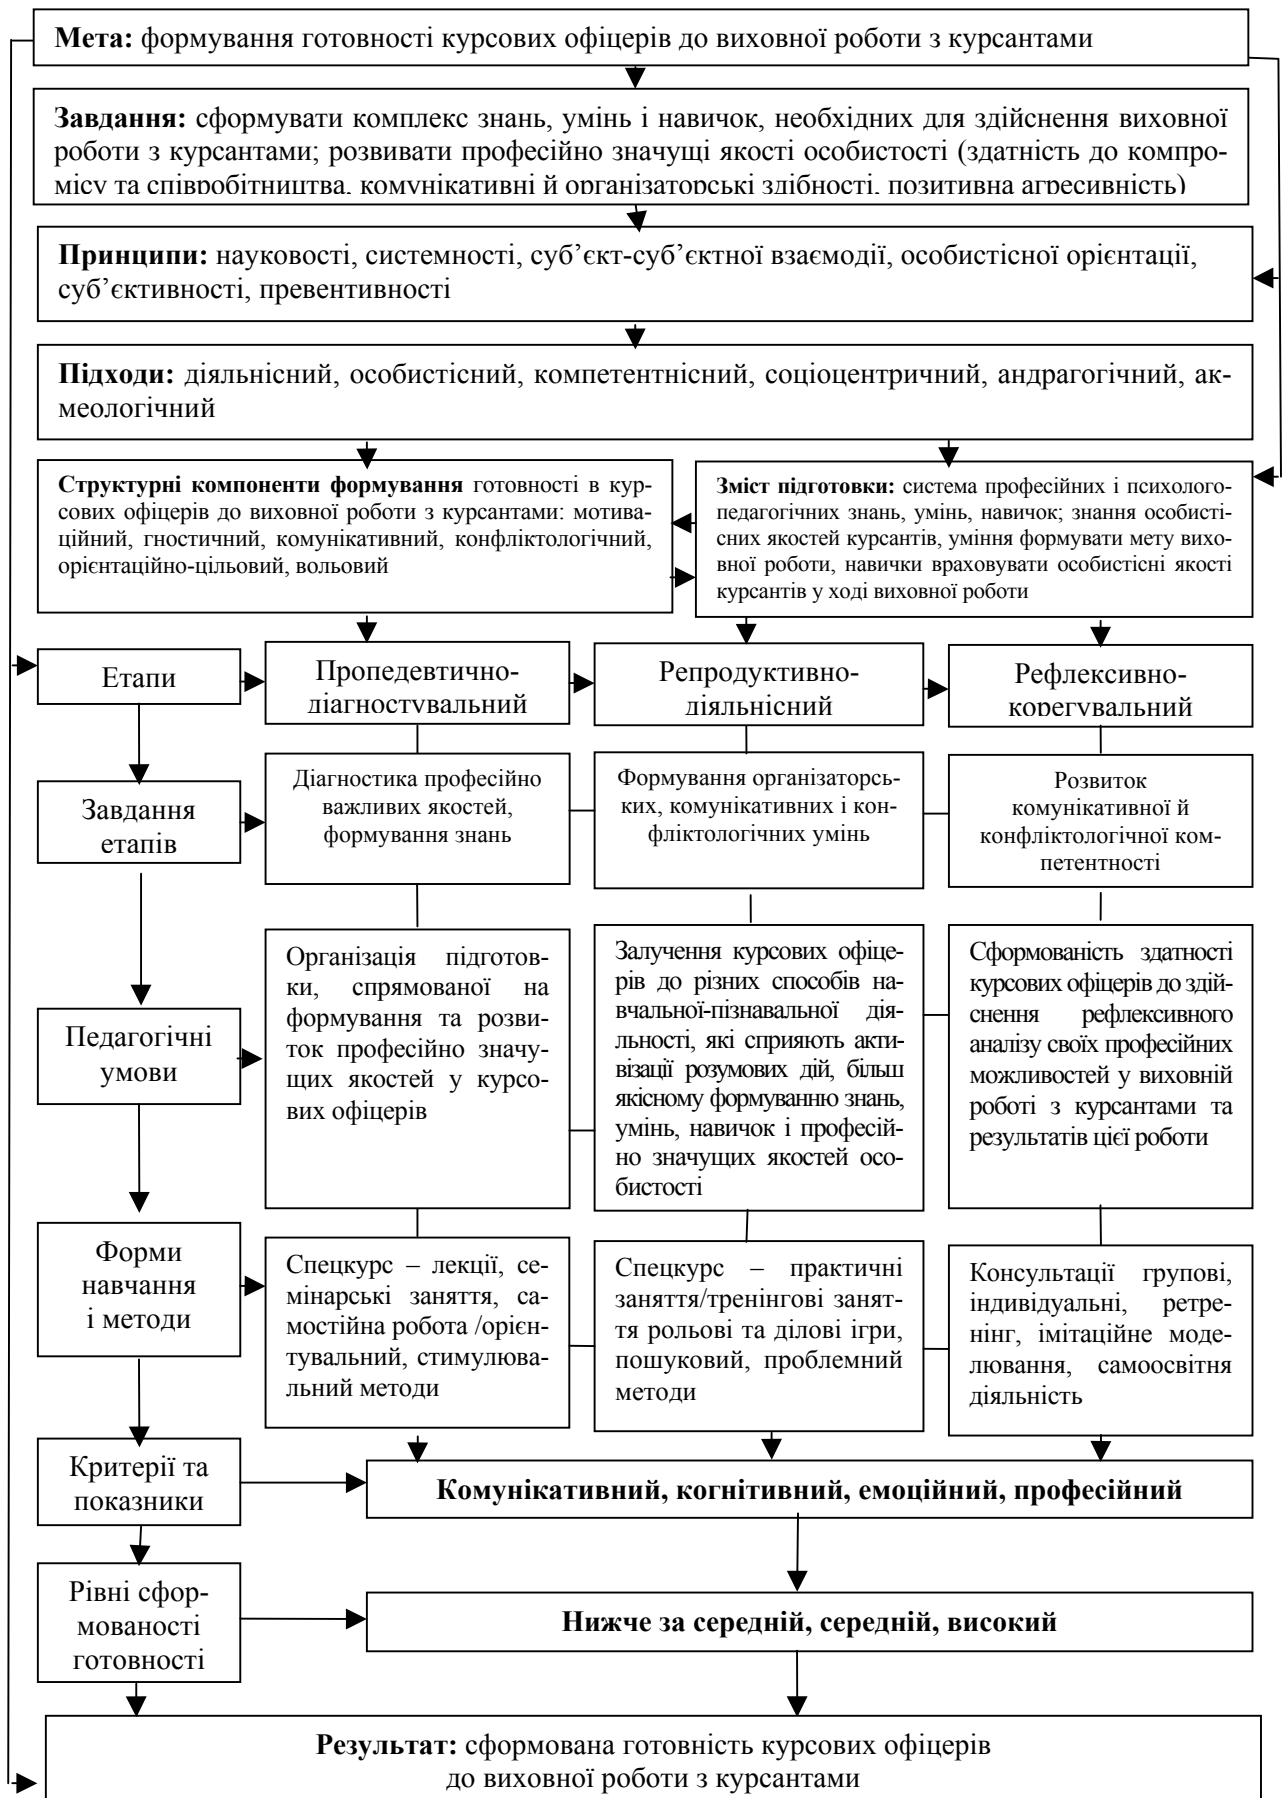 Мета: формування готовності курсових офіцерів до виховної роботи з курсантами
Завдання: сформувати комплекс знань, умінь і навичок, необхідних для здійснення виховної
роботи з курсантами; розвивати професійно значущі якості особистості (здатність до компро-
місу та співробітництва, комунікативні й організаторські здібності, позитивна агресивність)
Принципи: науковості, системності, суб’єкт-суб’єктної взаємодії, особистісної орієнтації,
суб’єктивності, превентивності
Підходи: діяльнісний, особистісний, компетентнісний, соціоцентричний, андрагогічний, ак-
меологічний
Структурні компоненти формування готовності в кур-
сових офіцерів до виховної роботи з курсантами: мотива-
ційний, гностичний, комунікативний, конфліктологічний,
орієнтаційно-цільовий, вольовий
Зміст підготовки: система професійних і психолого-
педагогічних знань, умінь, навичок; знання особисті-
сних якостей курсантів, уміння формувати мету вихо-
вної роботи, навички враховувати особистісні якості
курсантів у ході виховної роботи
Етапи
Пропедевтично-
діагностувальний
Репродуктивно-
діяльнісний
Рефлексивно-
корегувальний
Завдання
етапів
Діагностика професійно
важливих якостей,
формування знань
Формування організаторсь-
ких, комунікативних і кон-
фліктологічних умінь
Розвиток
комунікативної й
конфліктологічної ком-
петентності
Педагогічні
умови
Організація підготов-
ки, спрямованої на
формування та розви-
ток професійно значу-
щих якостей у курсо-
вих офіцерів
Залучення курсових офіце-
рів до різних способів на-
вчальної-пізнавальної дія-
льності, які сприяють акти-
візації розумових дій, більш
якісному формуванню знань,
умінь, навичок і професій-
но значущих якостей осо-
бистості
Сформованість здатності
курсових офіцерів до здій-
снення рефлексивного
аналізу своїх професійних
можливостей у виховній
роботі з курсантами та
результатів цієї роботи
Форми
навчання
і методи
Спецкурс – лекції, се-
мінарські заняття, са-
мостійна робота /орієн-
тувальний, стимулюва-
льний методи
Спецкурс – практичні
заняття/тренінгові занят-
тя рольові та ділові ігри,
пошуковий, проблемний
методи
Консультації групові,
індивідуальні, ретре-
нінг, імітаційне моде-
лювання, самоосвітня
діяльність
Критерії та
показники
Комунікативний, когнітивний, емоційний, професійний
Рівні сфор-
мованості
готовності
Нижче за середній, середній, високий
Результат: сформована готовність курсових офіцерів
до виховної роботи з курсантами